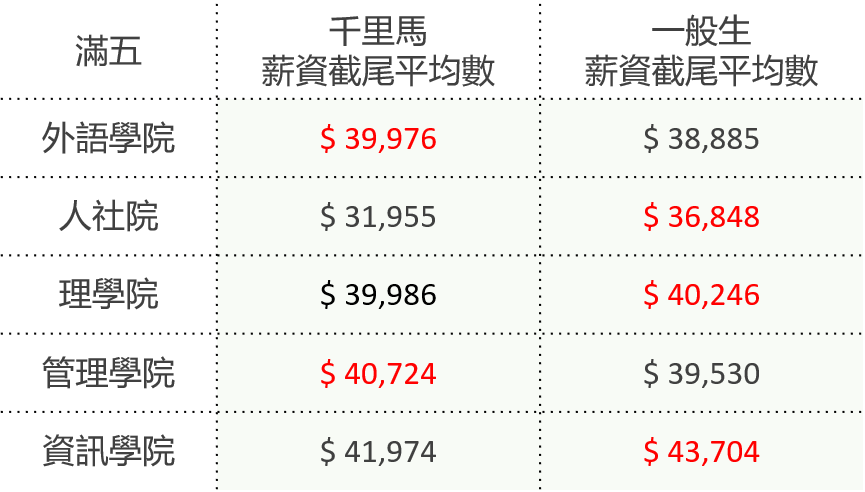 滿五
千里馬
薪資截尾平均數
一般生
薪資截尾平均數
外語學院 $ 39,976 $ 38,885
人社院 $ 31,955 $ 36,848
理學院 $ 39,986 $ 40,246
管理學院 $ 40,724 $ 39,530
資訊學院 $ 41,974 $ 43,704